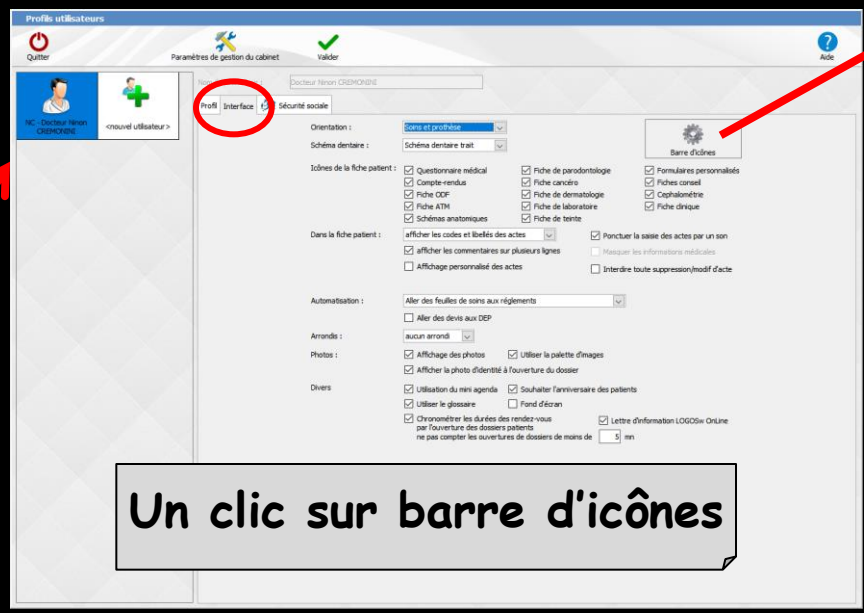 Profils utilisateurs
Quitter
Paramètres de gestion du cabinet
Valider
Aide
NC - Docteur Ninon CREMONINI
<nouvel utilisateur>
Docteur Ninon CREMONINI
Profil Interface Sécurité sociale
Orientation : Soins et prothèse
Barre d'icônes
Schéma dentaire : Schéma dentaire trait
Icônes de la fiche patient : Questionnaire médical Fiche de parodontologie Formulaires personnalisés
Compte-rendus Fiche cancéro Fiches conseil
Fiche ODF Fiche de dermatologie Cephalométrie
Fiche ATM Fiche de laboratoire Fiche clinique
Schémas anatomiques Fiche de teinte
Dans la fiche patient : afficher les codes et libellés des actes Ponctuer la saisie des actes par un son
afficher les commentaires sur plusieurs lignes Masquer les informations médicales
Affichage personnalisé des actes Interdire toute suppression/modif d'acte
Automatisation : Aller des feuilles de soins aux réglements
Aller des devis aux DEP
Arrondis : aucun arrondi
Photos : Affichage des photos Utiliser la palette d'images
Afficher la photo d'identité à l'ouverture du dossier
Divers Utilisation du mini agenda Souhaiter l'anniversaire des patients
Utiliser le glossaire Fond d'écran
Chronométrer les durées des rendez-vous Lettre d'information LOGOSw OnLine
par l'ouverture des dossiers patients
ne pas compter les ouvertures de dossiers de moins de 5 mn
Un clic sur barre d'icônes